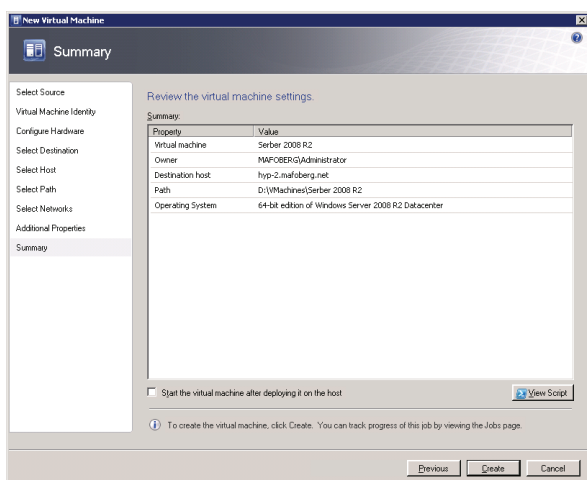 New Virtual Machine
Summary
Select Source
Virtual Machine Identity
Configure Hardware
Select Destination
Select Host
Select Path
Select Networks
Additional Properties
Summary
Review the virtual machine settings.
Summary:
Property Value
Virtual machine Serber 2008 R2
Owner MAFOBERG\Administrator
Destination host hyp-2.mafoberg.net
Path D:\VMachines\Serber 2008 R2
Operating System 64-bit edition of Windows Server 2008 R2 Datacenter
Start the virtual machine after deploying it on the host
View Script
To create the virtual machine, click Create. You can track progress of this job by viewing the Jobs page.
Previous Create Cancel